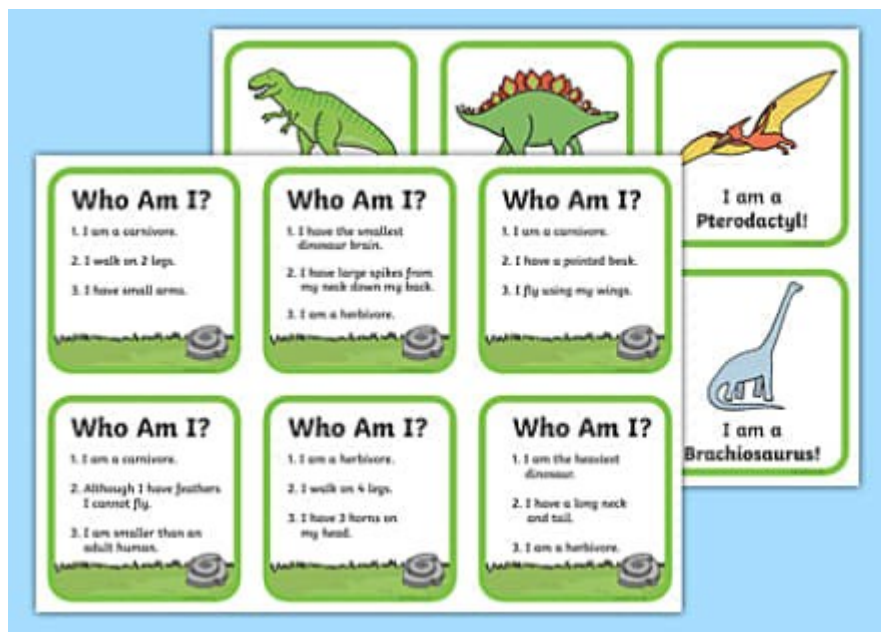 I am a
Pterodactyl!
I am a
Brachiosaurus!
Who Am I?
1. I am a carnivore.
2. I walk on 2 legs.
3. I have small arms.
Who Am I?
1. I have the smallest
dinosaur brain.
2. I have large spikes from
my neck down my back.
3. I am a herbivore.
Who Am I?
1. I am a carnivore.
2. I have a pointed beak.
3. I fly using my wings.
Who Am I?
1. I am a carnivore.
2. Although I have feathers
I cannot fly.
3. I am smaller than an
adult human.
Who Am I?
1. I am a herbivore.
2. I walk on 4 legs.
3. I have 3 horns on
my head.
Who Am I?
1. I am the heaviest
dinosaur.
2. I have a long neck
and tail.
3. I am a herbivore.